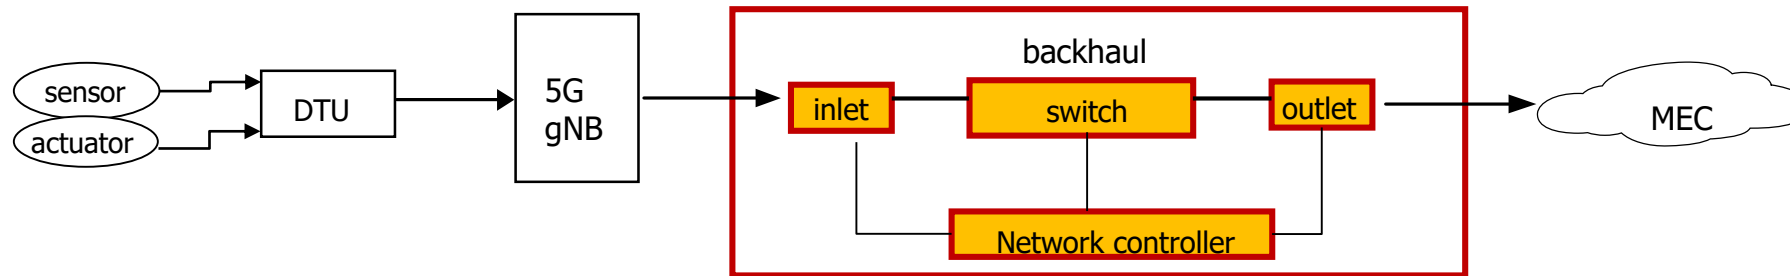 sensor
actuator
DTU
5G
gNB
backhaul
inlet
switch
outlet
Network controller
MEC